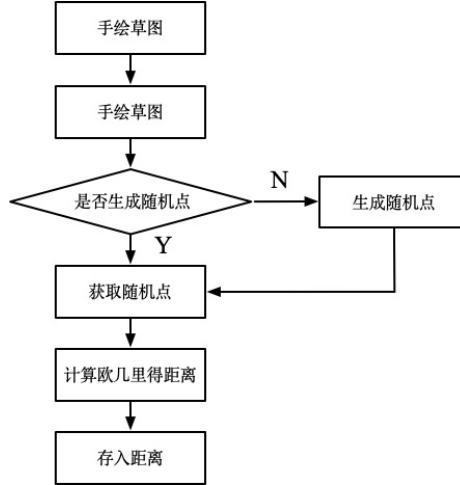 手绘草图
手绘草图
是否生成随机点
N
生成随机点
Y
获取随机点
计算欧几里得距离
存入距离